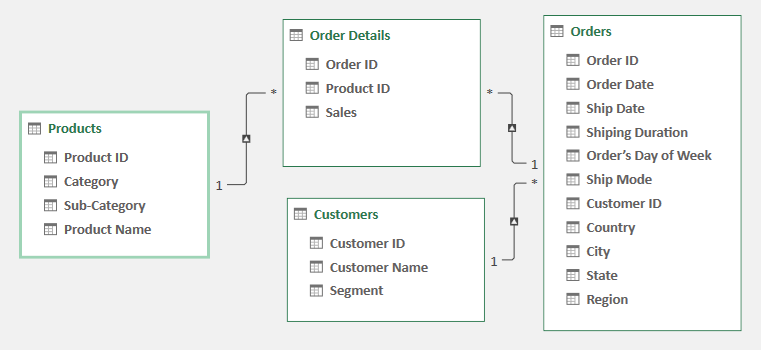 Products
Product ID
Category
Sub-Category
Product Name
1
*
Order Details
Order ID
Product ID
Sales
*
1
Customers
Customer ID
Customer Name
Segment
1
*
Orders
Order ID
Order Date
Ship Date
Shiping Duration
Order’s Day of Week
Ship Mode
Customer ID
Country
City
State
Region